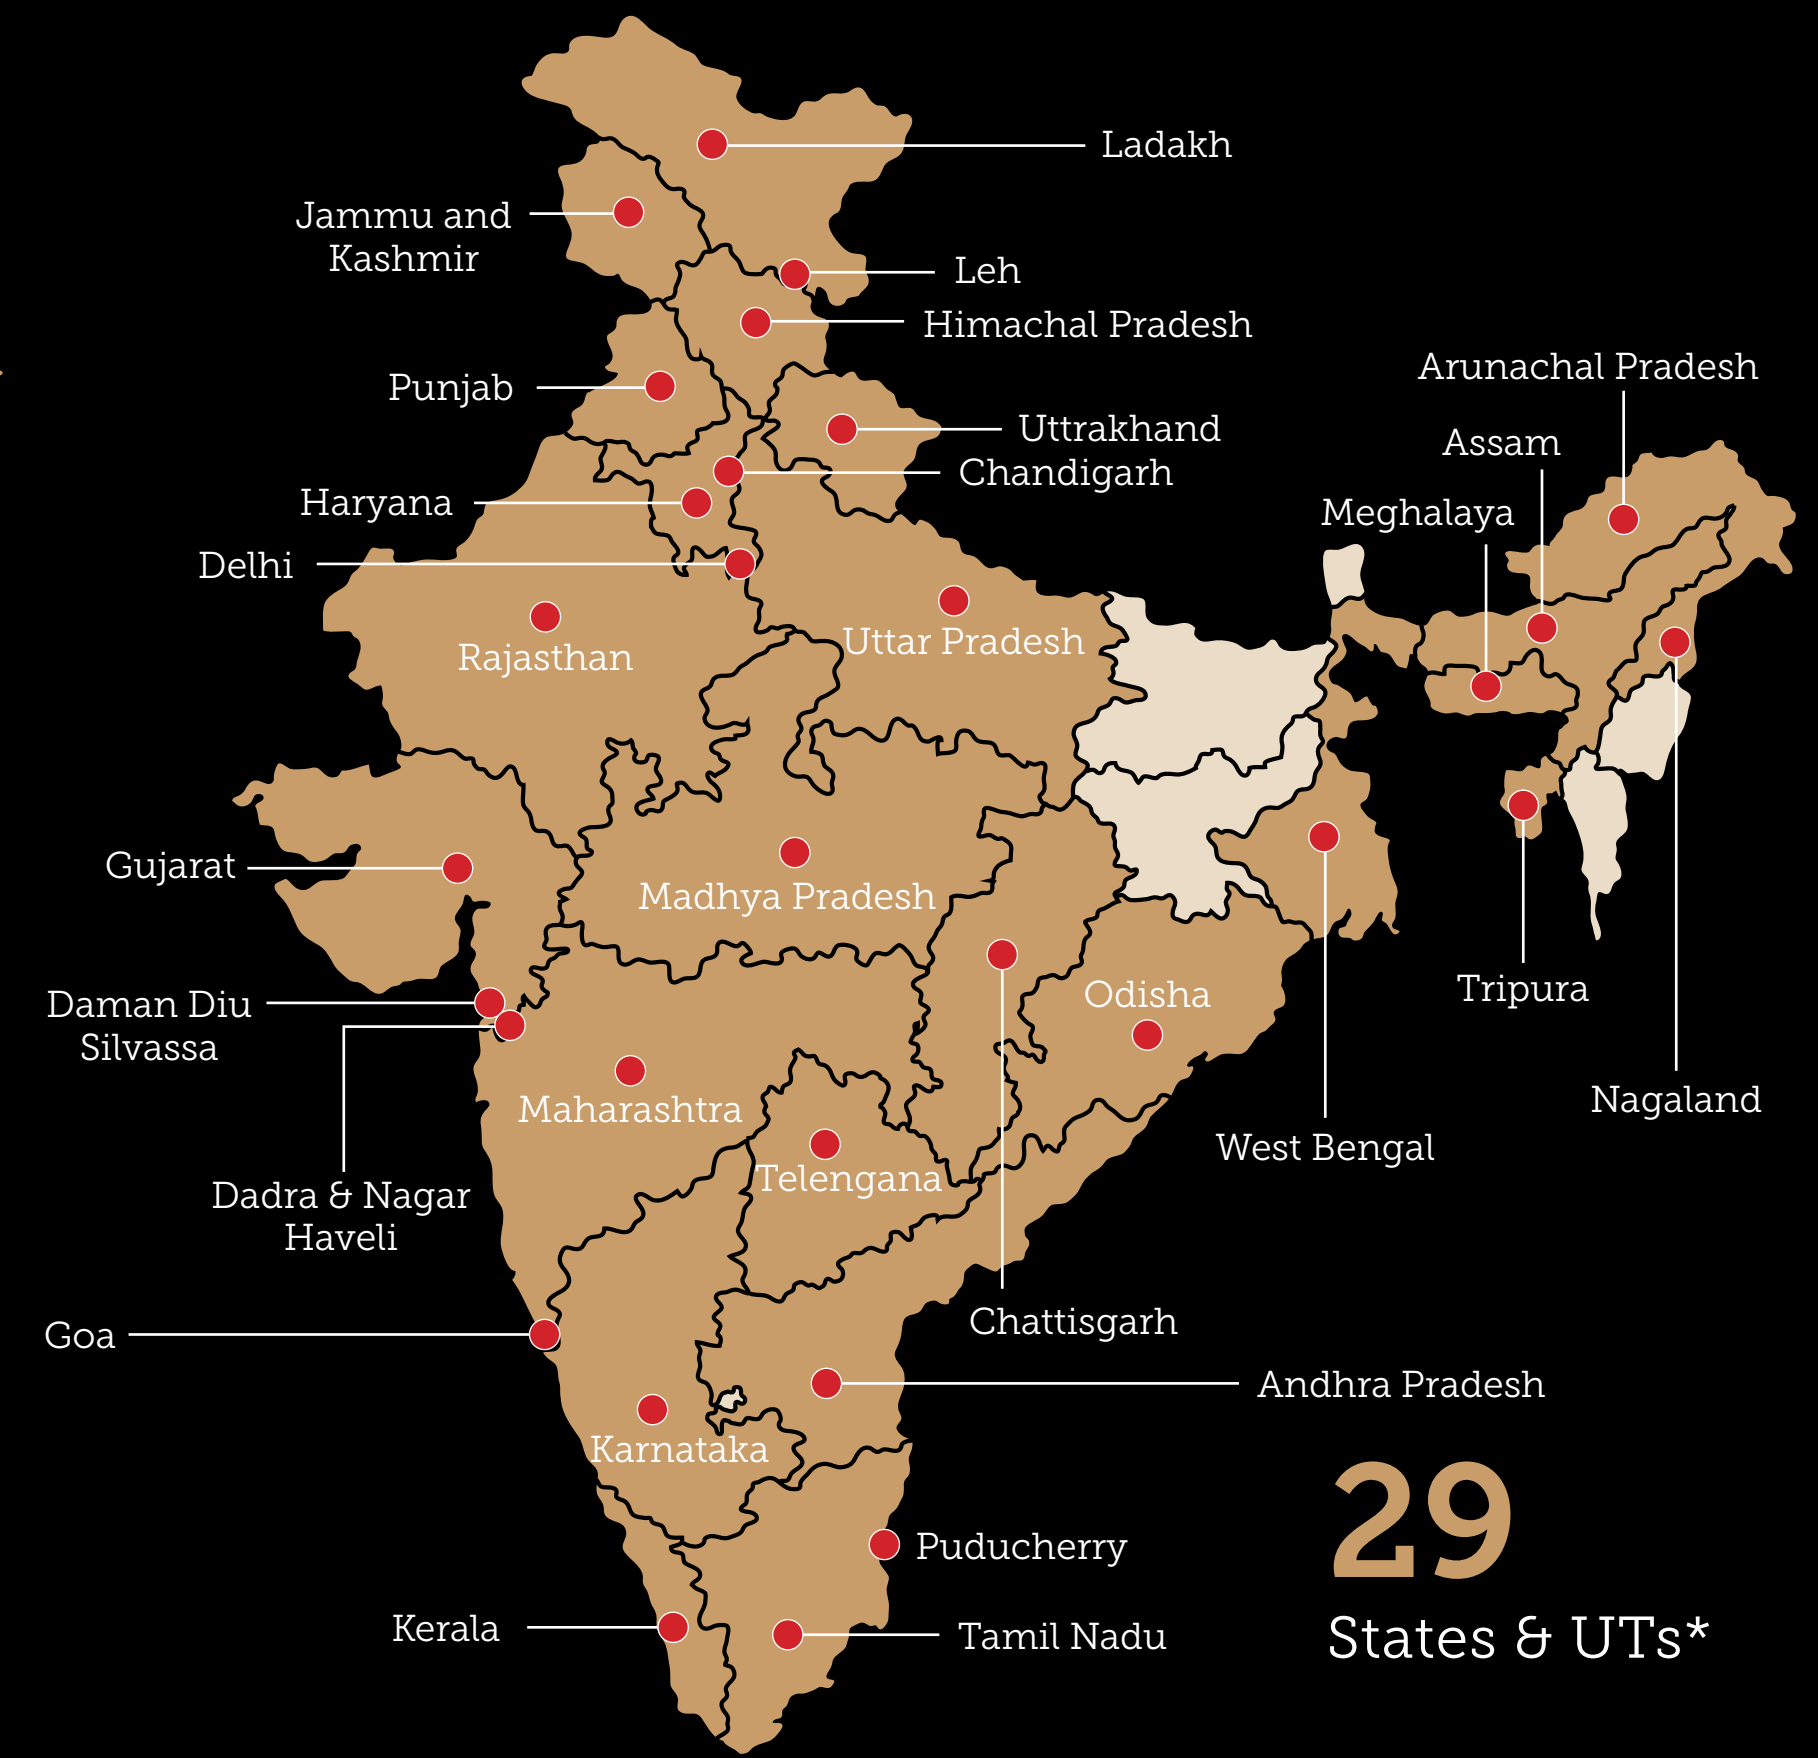 Ladakh
Jammu and
Kashmir
Leh
Himachal Pradesh
Arunachal Pradesh
Punjab
Uttrakhand
Assam
Chandigarh
Haryana
Meghalaya
Delhi
Uttar Pradesh
Rajasthan
Gujarat
Madhya Pradesh
Odisha
Tripura
Daman Diu
Silvassa
Nagaland
Maharashtra
West Bengal
Telengana
Dadra & Nagar
Haveli
Chattisgarh
Goa
Andhra Pradesh
Karnataka
29
States & UTs*
Puducherry
Kerala
Tamil Nadu